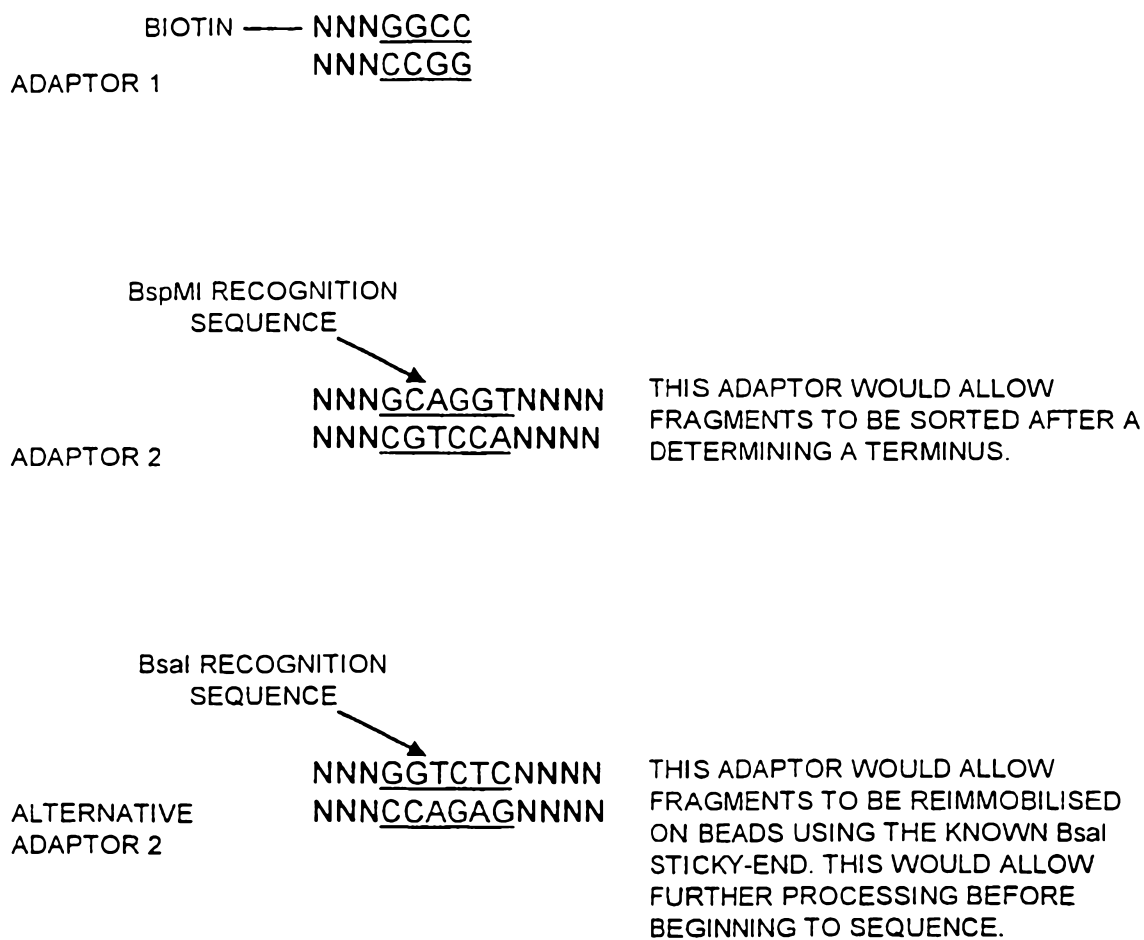 BIOTIN —— NNNGGCC
NNNCCGG
ADAPTOR 1
BspMI RECOGNITION
SEQUENCE
NNNGCAGGTNNNN
NNNCGTCCANNNN
ADAPTOR 2
THIS ADAPTOR WOULD ALLOW
FRAGMENTS TO BE SORTED AFTER A
DETERMINING A TERMINUS.
BsaI RECOGNITION
SEQUENCE
NNNGGTCTCNNNN
NNNCCAGAGNNNN
ALTERNATIVE
ADAPTOR 2
THIS ADAPTOR WOULD ALLOW
FRAGMENTS TO BE REIMMOBILISED
ON BEADS USING THE KNOWN BsaI
STICKY-END. THIS WOULD ALLOW
FURTHER PROCESSING BEFORE
BEGINNING TO SEQUENCE.